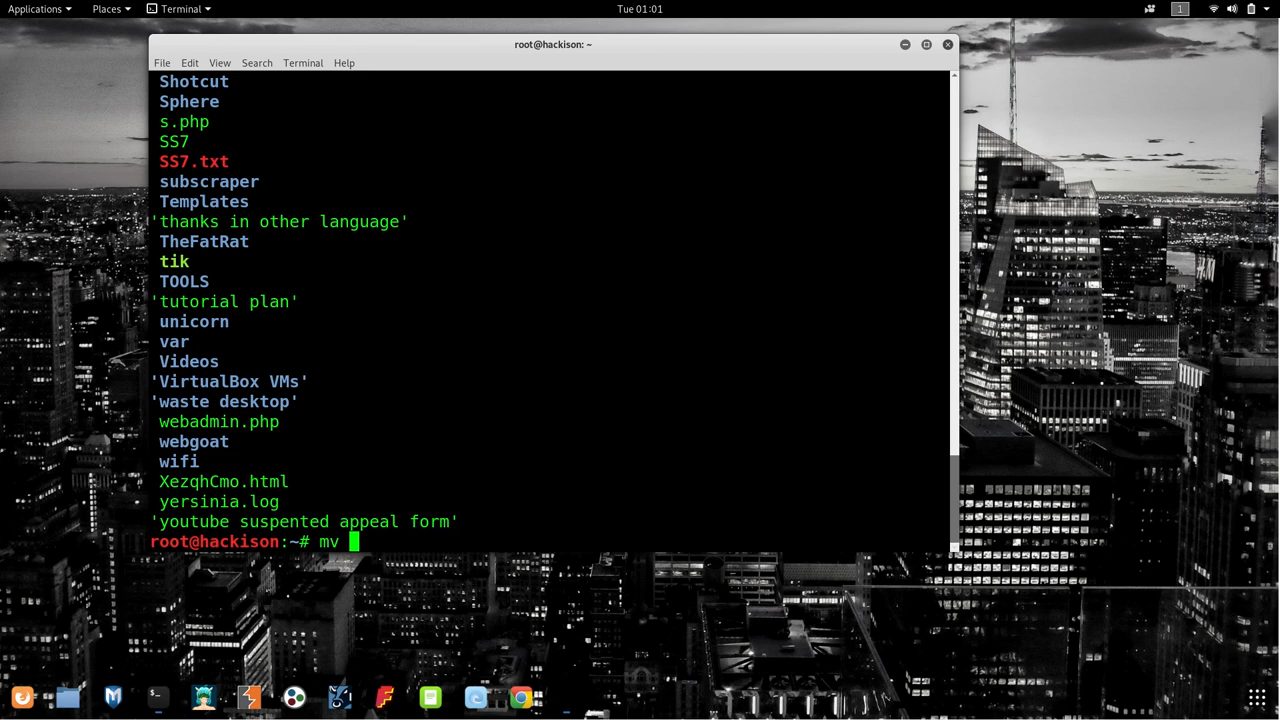 Applications Places Terminal Tue 01:01 1
root@hackison: ~
File Edit View Search Terminal Help
Shotcut
Sphere
s.php
SS7
SS7.txt
subscraper
Templates
'thanks in other language'
TheFatRat
tik
TOOLS
'tutorial plan'
unicorn
var
Videos
'VirtualBox VMs'
'waste desktop'
webadmin.php
webgoat
wifi
XezqhCmo.html
yersinia.log
'youtube suspented appeal form'
root@hackison:~# mv